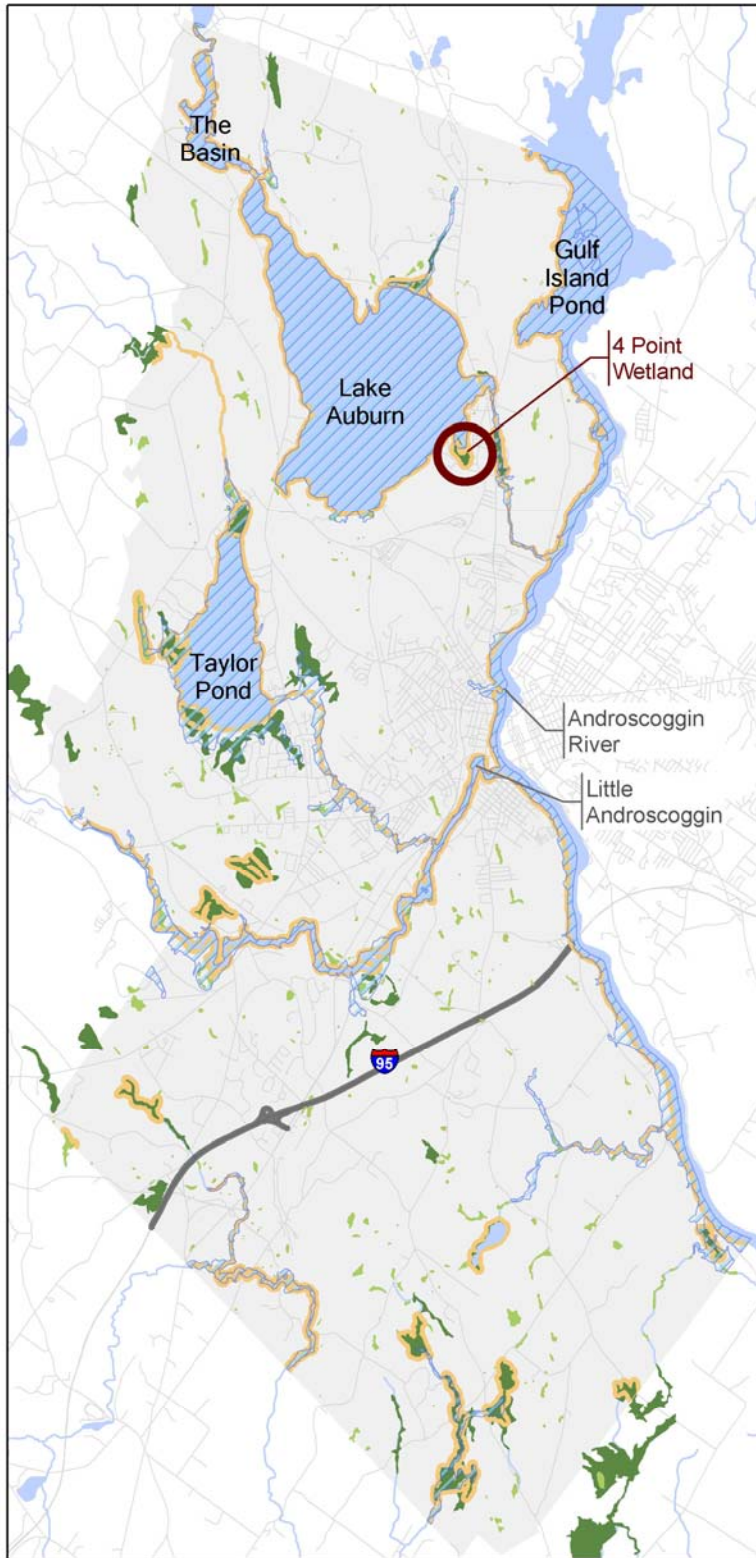 The
Basin
Gulf
Island
Pond
4 Point
Wetland
Lake
Auburn
Taylor
Pond
Androscoggin
River
Little
Androscoggin
95